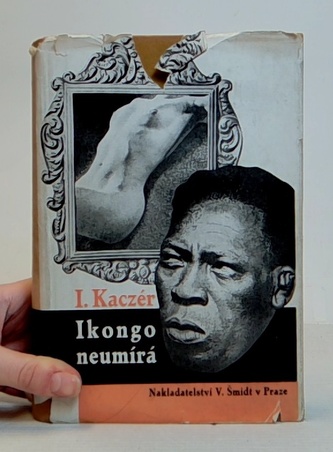 I. Kaczér
Ikongo
neumírá
Nakladatelství V. Šmidt v Praze